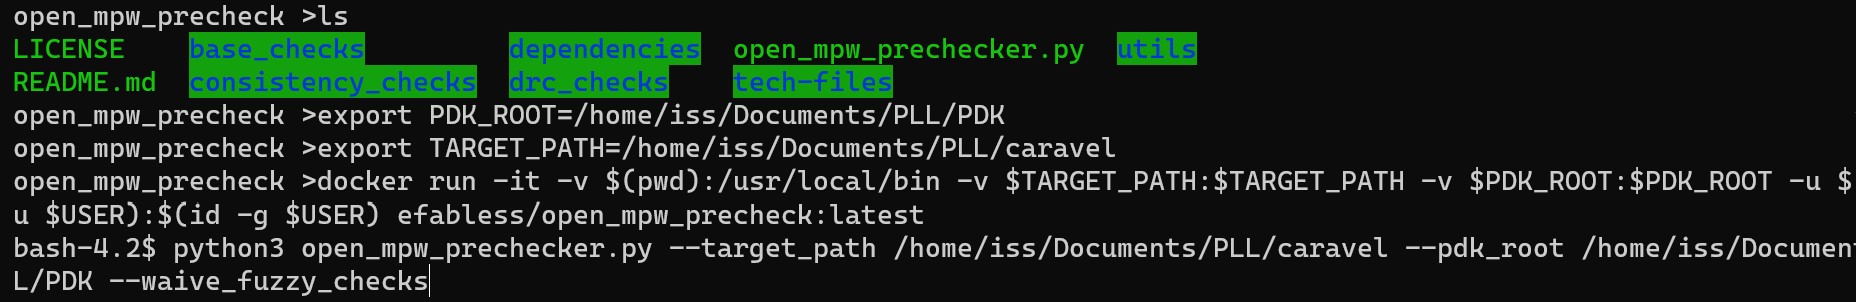 open_mpw_precheck >ls
LICENSE    base_checks         dependencies  open_mpw_prechecker.py  utils
README.md  consistency_checks  drc_checks    tech-files
open_mpw_precheck >export PDK_ROOT=/home/iss/Documents/PLL/PDK
open_mpw_precheck >export TARGET_PATH=/home/iss/Documents/PLL/caravel
open_mpw_precheck >docker run -it -v $(pwd):/usr/local/bin -v $TARGET_PATH:$TARGET_PATH -v $PDK_ROOT:$PDK_ROOT -u $
u $USER):$(id -g $USER) efabless/open_mpw_precheck:latest
bash-4.2$ python3 open_mpw_prechecker.py --target_path /home/iss/Documents/PLL/caravel --pdk_root /home/iss/Documen
L/PDK --waive_fuzzy_checks